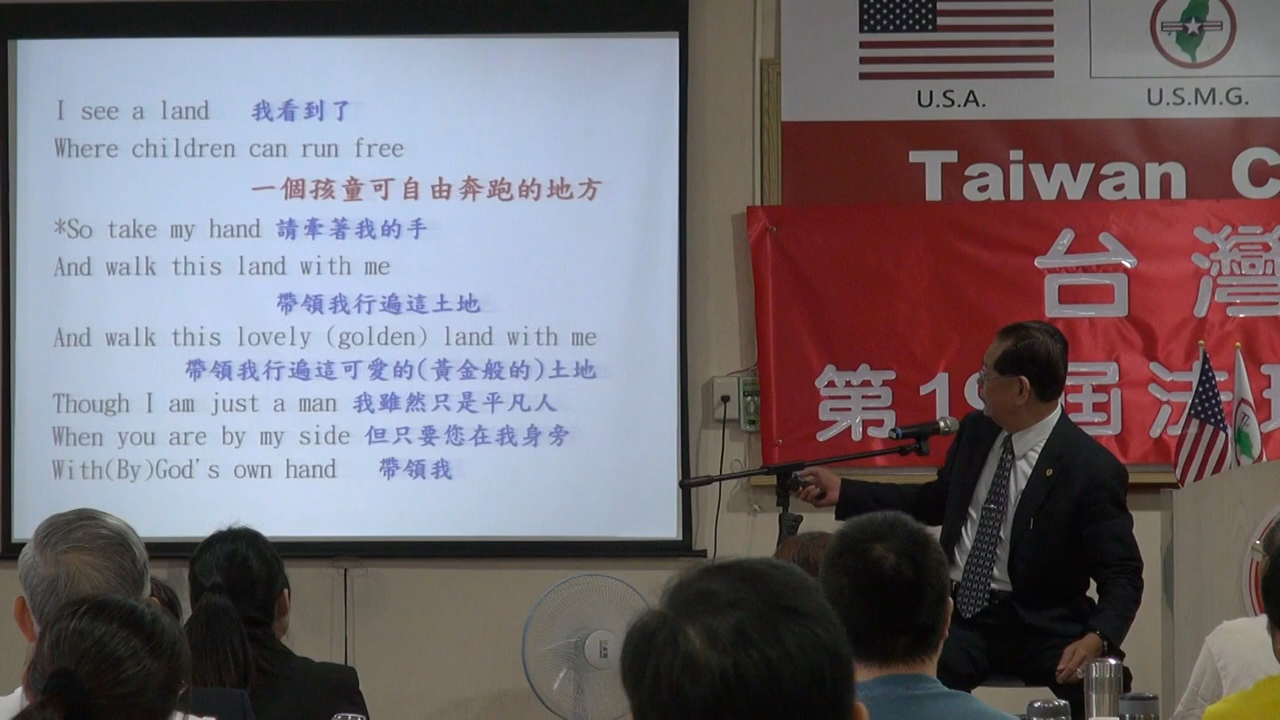 I see a land 我看到了
Where children can run free
一個孩童可自由奔跑的地方
*So take my hand 請牽著我的手
And walk this land with me
帶領我行遍這土地
And walk this lovely (golden) land with me
帶領我行遍這可愛的(黃金般的)土地
Though I am just a man 我雖然只是平凡人
When you are by my side 但只要您在我身旁
With(By)God's own hand 帶領我
U.S.A.
U.S.M.G.
Taiwan C
台灣
第19屆法